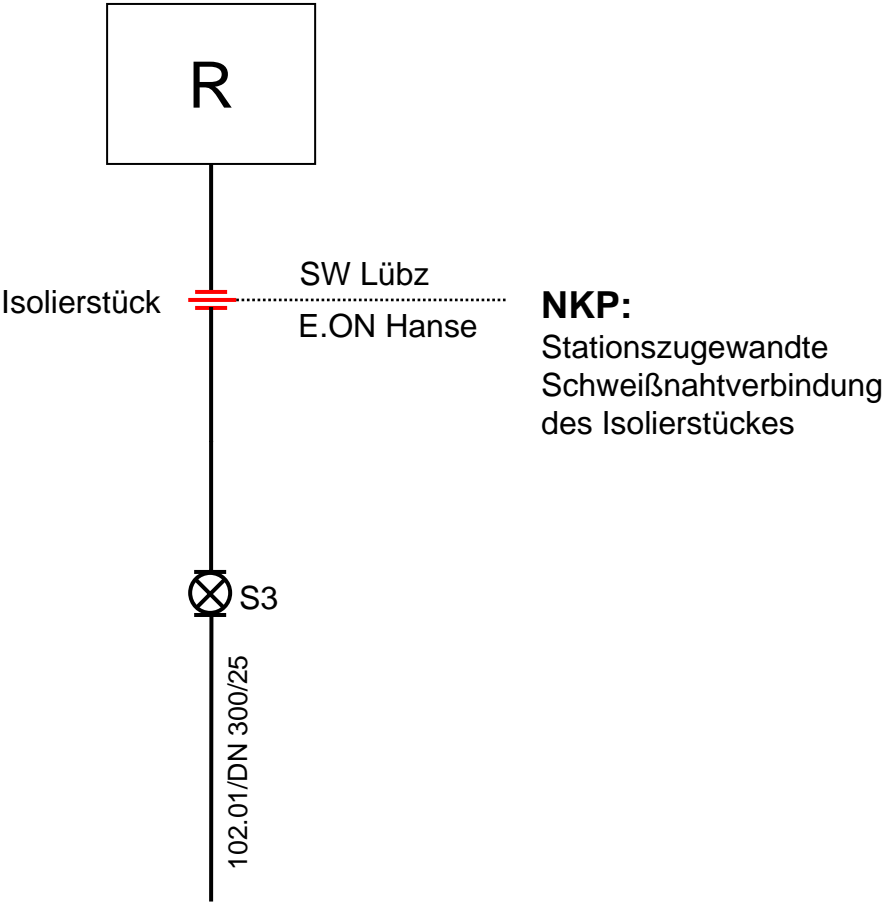 R
SW Lübz
Isolierstück
E.ON Hanse
NKP:
Stationszugewandte
Schweißnahtverbindung
des Isolierstückes
S3
102.01/DN 300/25